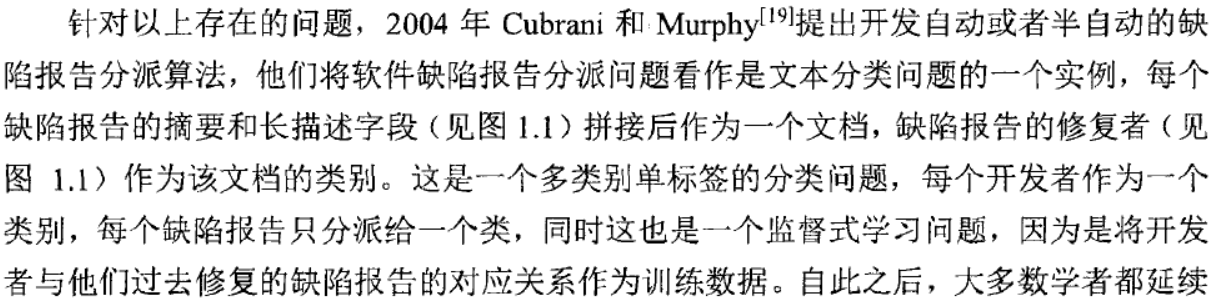 针对以上存在的问题，2004 年 Cubrani 和 Murphy[19]提出开发自动或者半自动的缺
陷报告分派算法，他们将软件缺陷报告分派问题看作是文本分类问题的一个实例，每个
缺陷报告的摘要和长描述字段（见图 1.1）拼接后作为一个文档，缺陷报告的修复者（见
图 1.1）作为该文档的类别。这是一个多类别单标签的分类问题，每个开发者作为一个
类别，每个缺陷报告只分派给一个类，同时这也是一个监督式学习问题，因为是将开发
者与他们过去修复的缺陷报告的对应关系作为训练数据。自此之后，大多数学者都延续